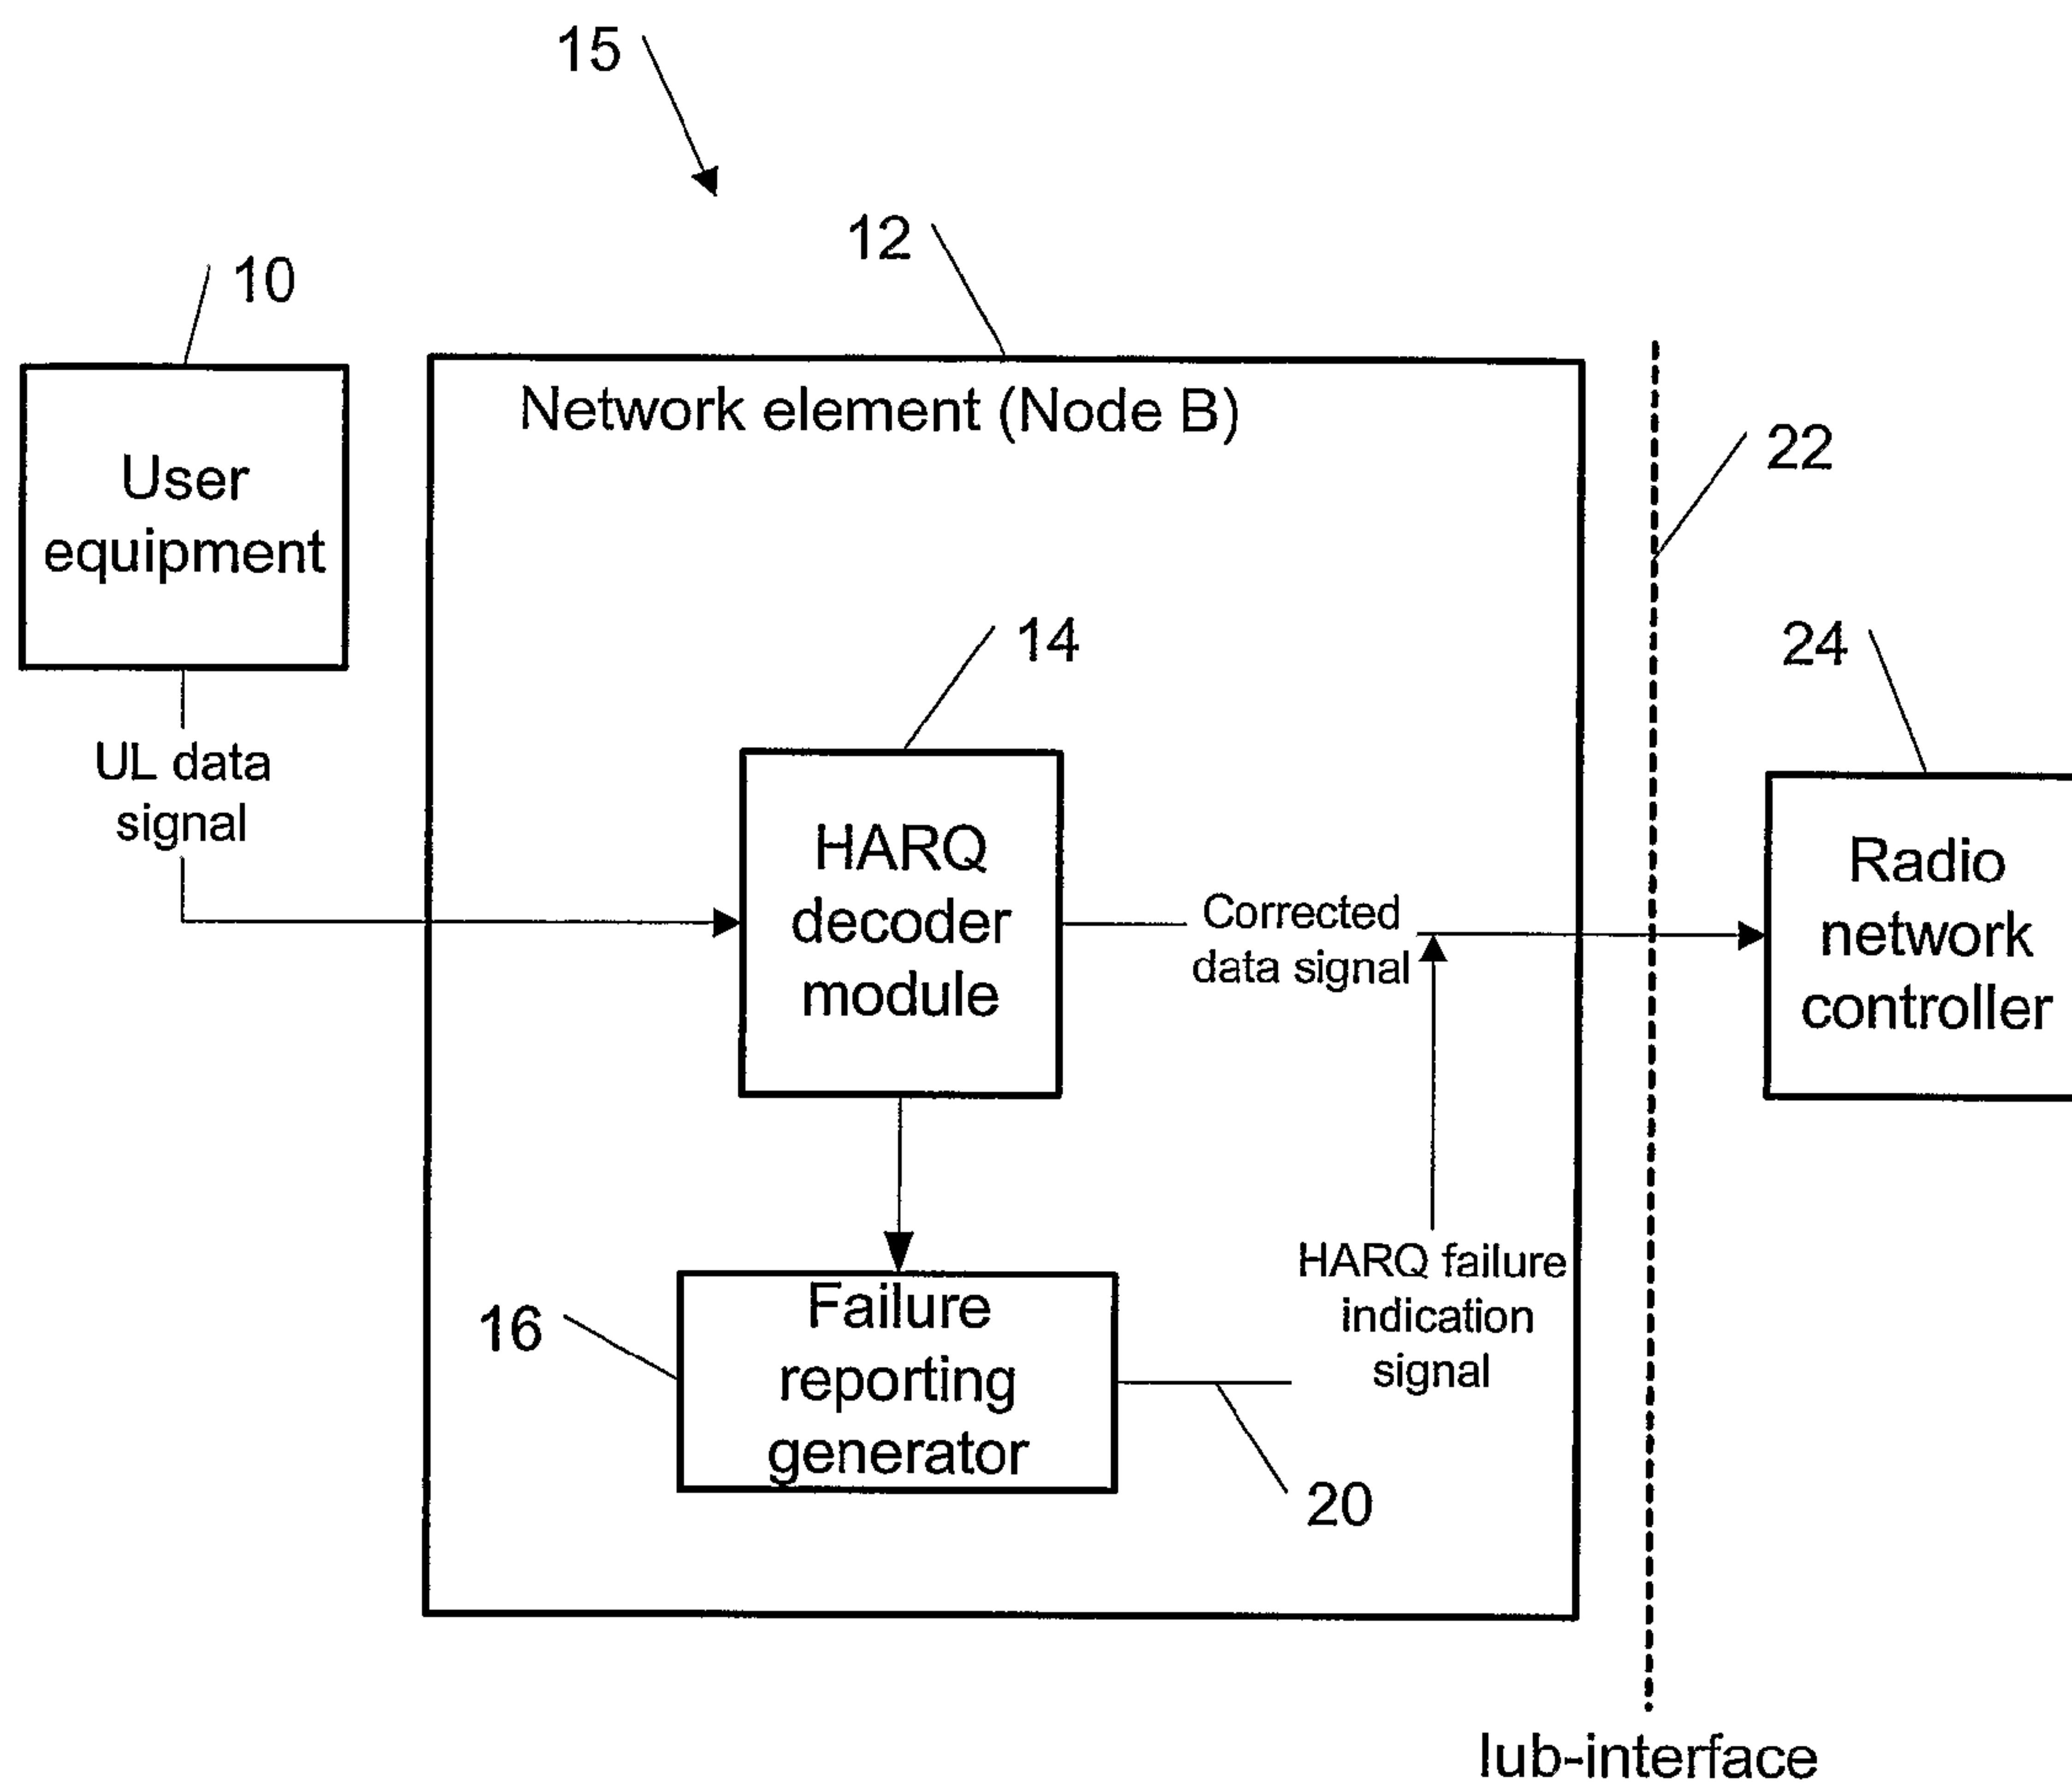 15
12
10
Network element (Node B)
User
equipment
22
14
24
UL data
signal
HARQ
decoder
module
Corrected
data signal
Radio
network
controller
HARQ failure
indication
signal
16
Failure
reporting
generator
20
Iub-interface